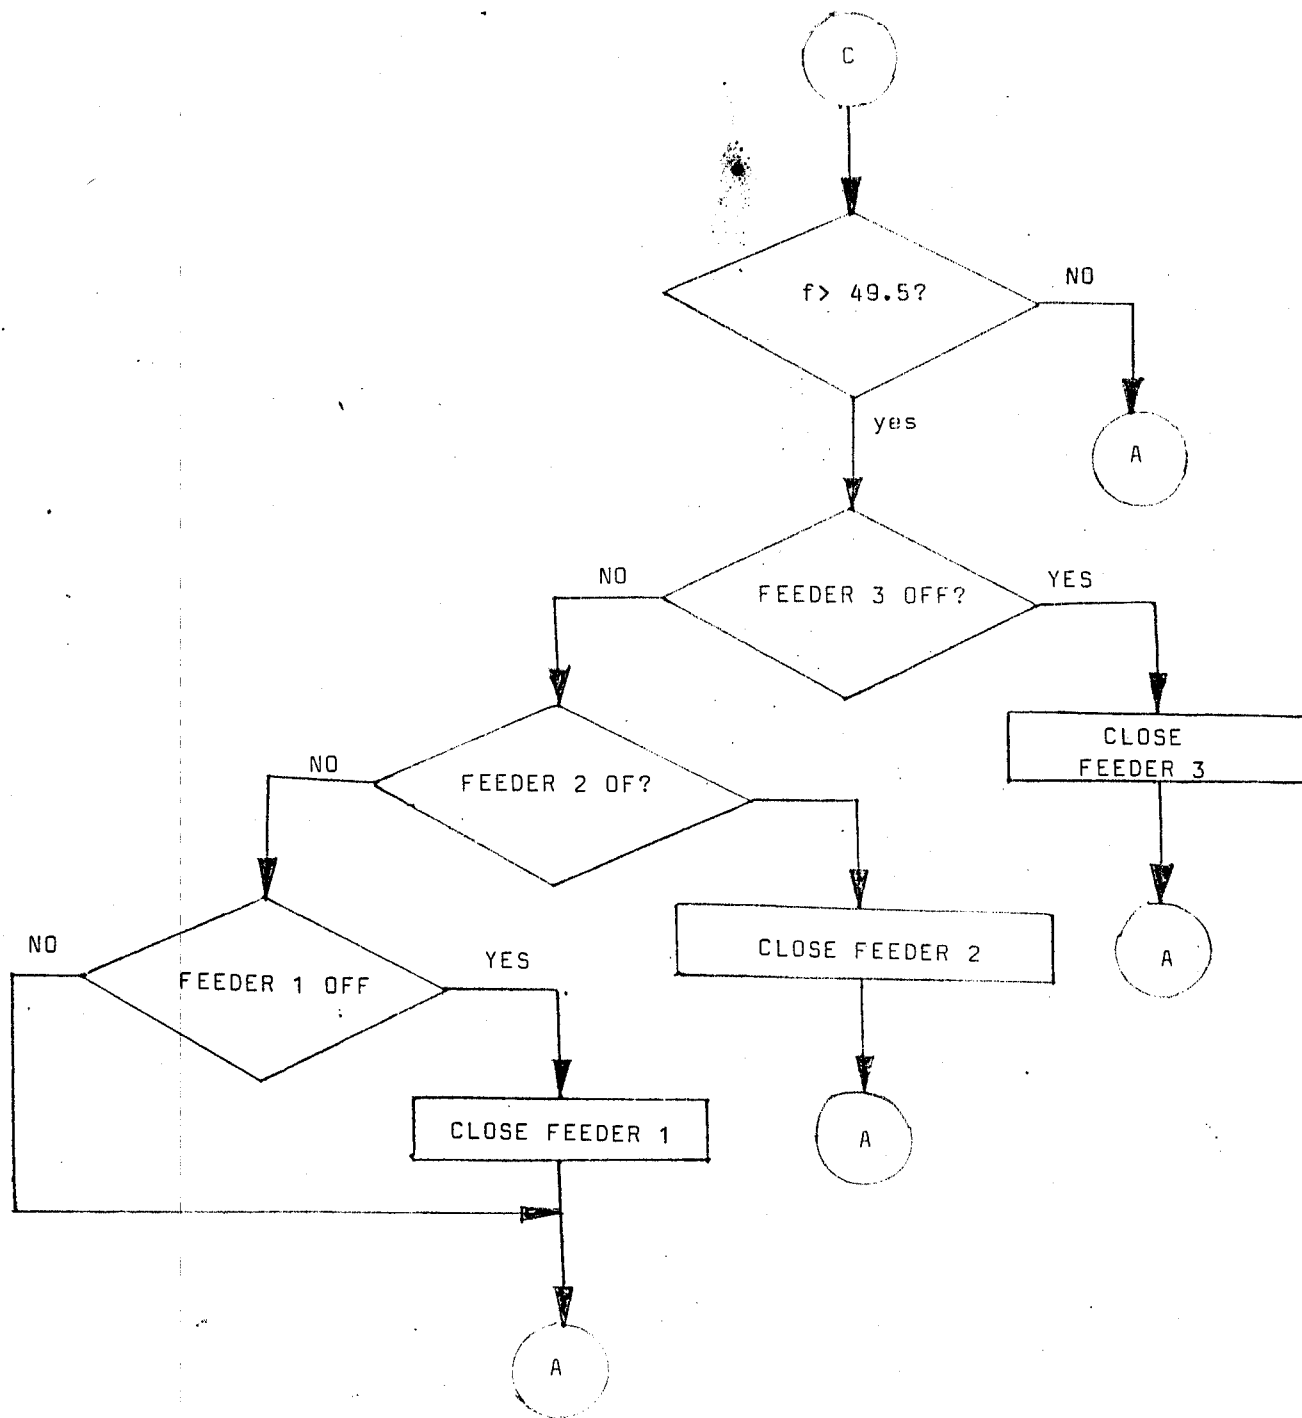 C
f> 49.5?
NO
yes
A
FEEDER 3 OFF?
NO
YES
CLOSE
FEEDER 3
FEEDER 2 OF?
NO
CLOSE FEEDER 2
A
FEEDER 1 OFF
NO
YES
CLOSE FEEDER 1
A
A